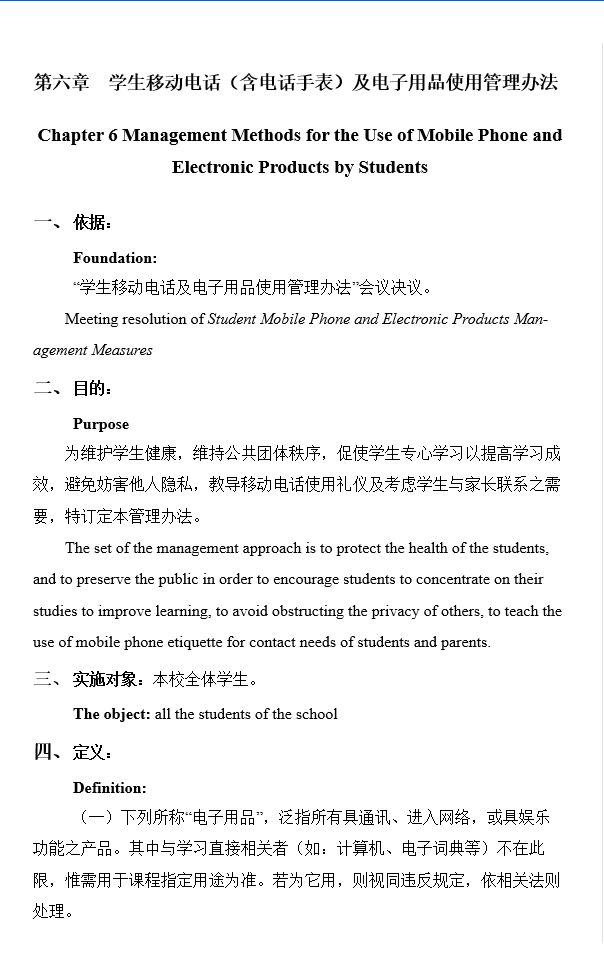 第六章　学生移动电话（含电话手表）及电子用品使用管理办法
Chapter 6 Management Methods for the Use of Mobile Phone and
Electronic Products by Students
一、 依据：
Foundation:
“学生移动电话及电子用品使用管理办法”会议决议。
Meeting resolution of Student Mobile Phone and Electronic Products Man-
agement Measures
二、 目的：
Purpose
为维护学生健康，维持公共团体秩序，促使学生专心学习以提高学习成
效，避免妨害他人隐私，教导移动电话使用礼仪及考虑学生与家长联系之需
要，特订定本管理办法。
The set of the management approach is to protect the health of the students,
and to preserve the public in order to encourage students to concentrate on their
studies to improve learning, to avoid obstructing the privacy of others, to teach the
use of mobile phone etiquette for contact needs of students and parents.
三、 实施对象：本校全体学生。
The object: all the students of the school
四、 定义：
Definition:
（一）下列所称“电子用品”，泛指所有具通讯、进入网络，或具娱乐
功能之产品。其中与学习直接相关者（如：计算机、电子词典等）不在此
限，惟需用于课程指定用途为准。若为它用，则视同违反规定，依相关法则
处理。